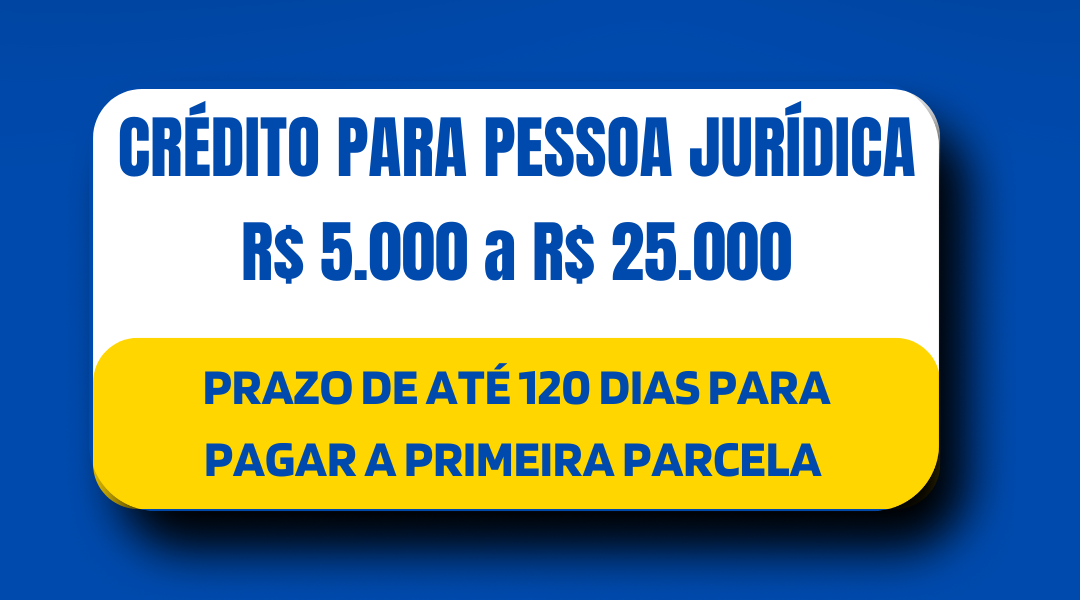 CRÉDITO PARA PESSOA JURÍDICA
R$ 5.000 a R$ 25.000
PRAZO DE ATÉ 120 DIAS PARA
PAGAR A PRIMEIRA PARCELA